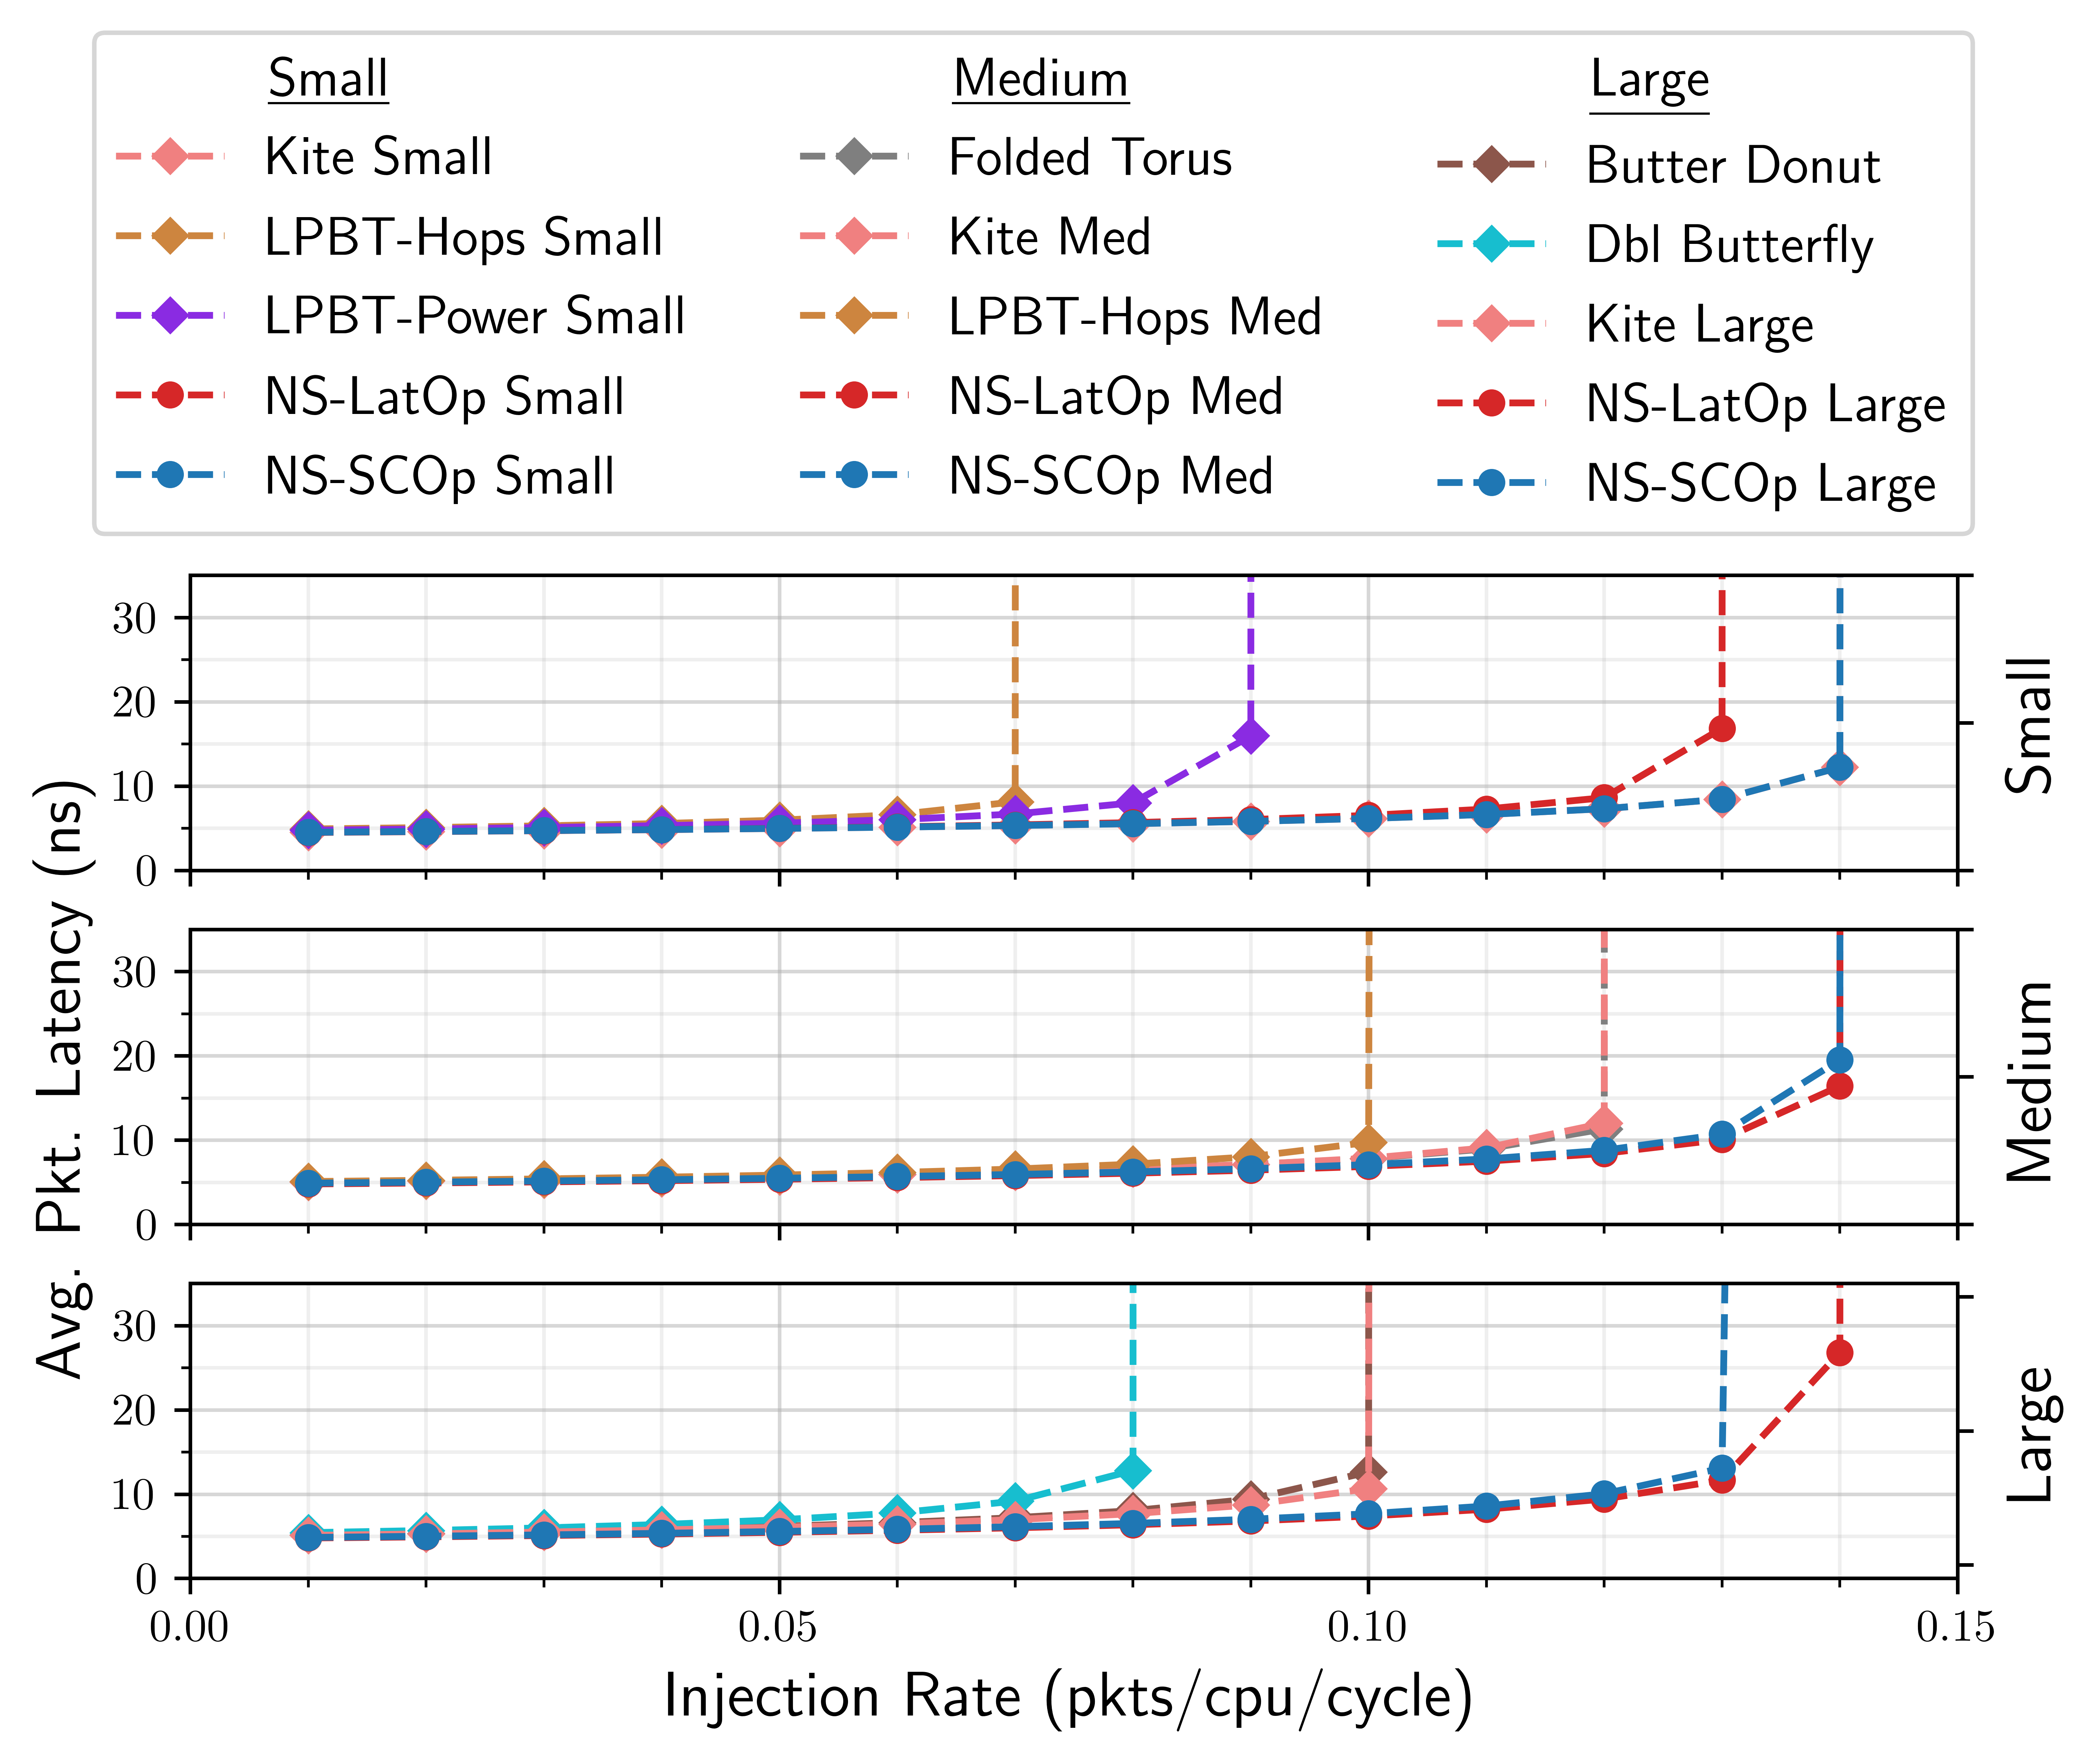 Small
Kite Small
LPBT-Hops Small
LPBT-Power Small
NS-LatOp Small
NS-SCOp Small
Medium
Folded Torus
Kite Med
LPBT-Hops Med
NS-LatOp Med
NS-SCOp Med
Large
Butter Donut
Dbl Butterfly
Kite Large
NS-LatOp Large
NS-SCOp Large
Avg. Pkt. Latency (ns)
30
20
10
0
Small
30
20
10
0
Medium
30
20
10
0
Large
0.00 0.05 0.10 0.15
Injection Rate (pkts/cpu/cycle)